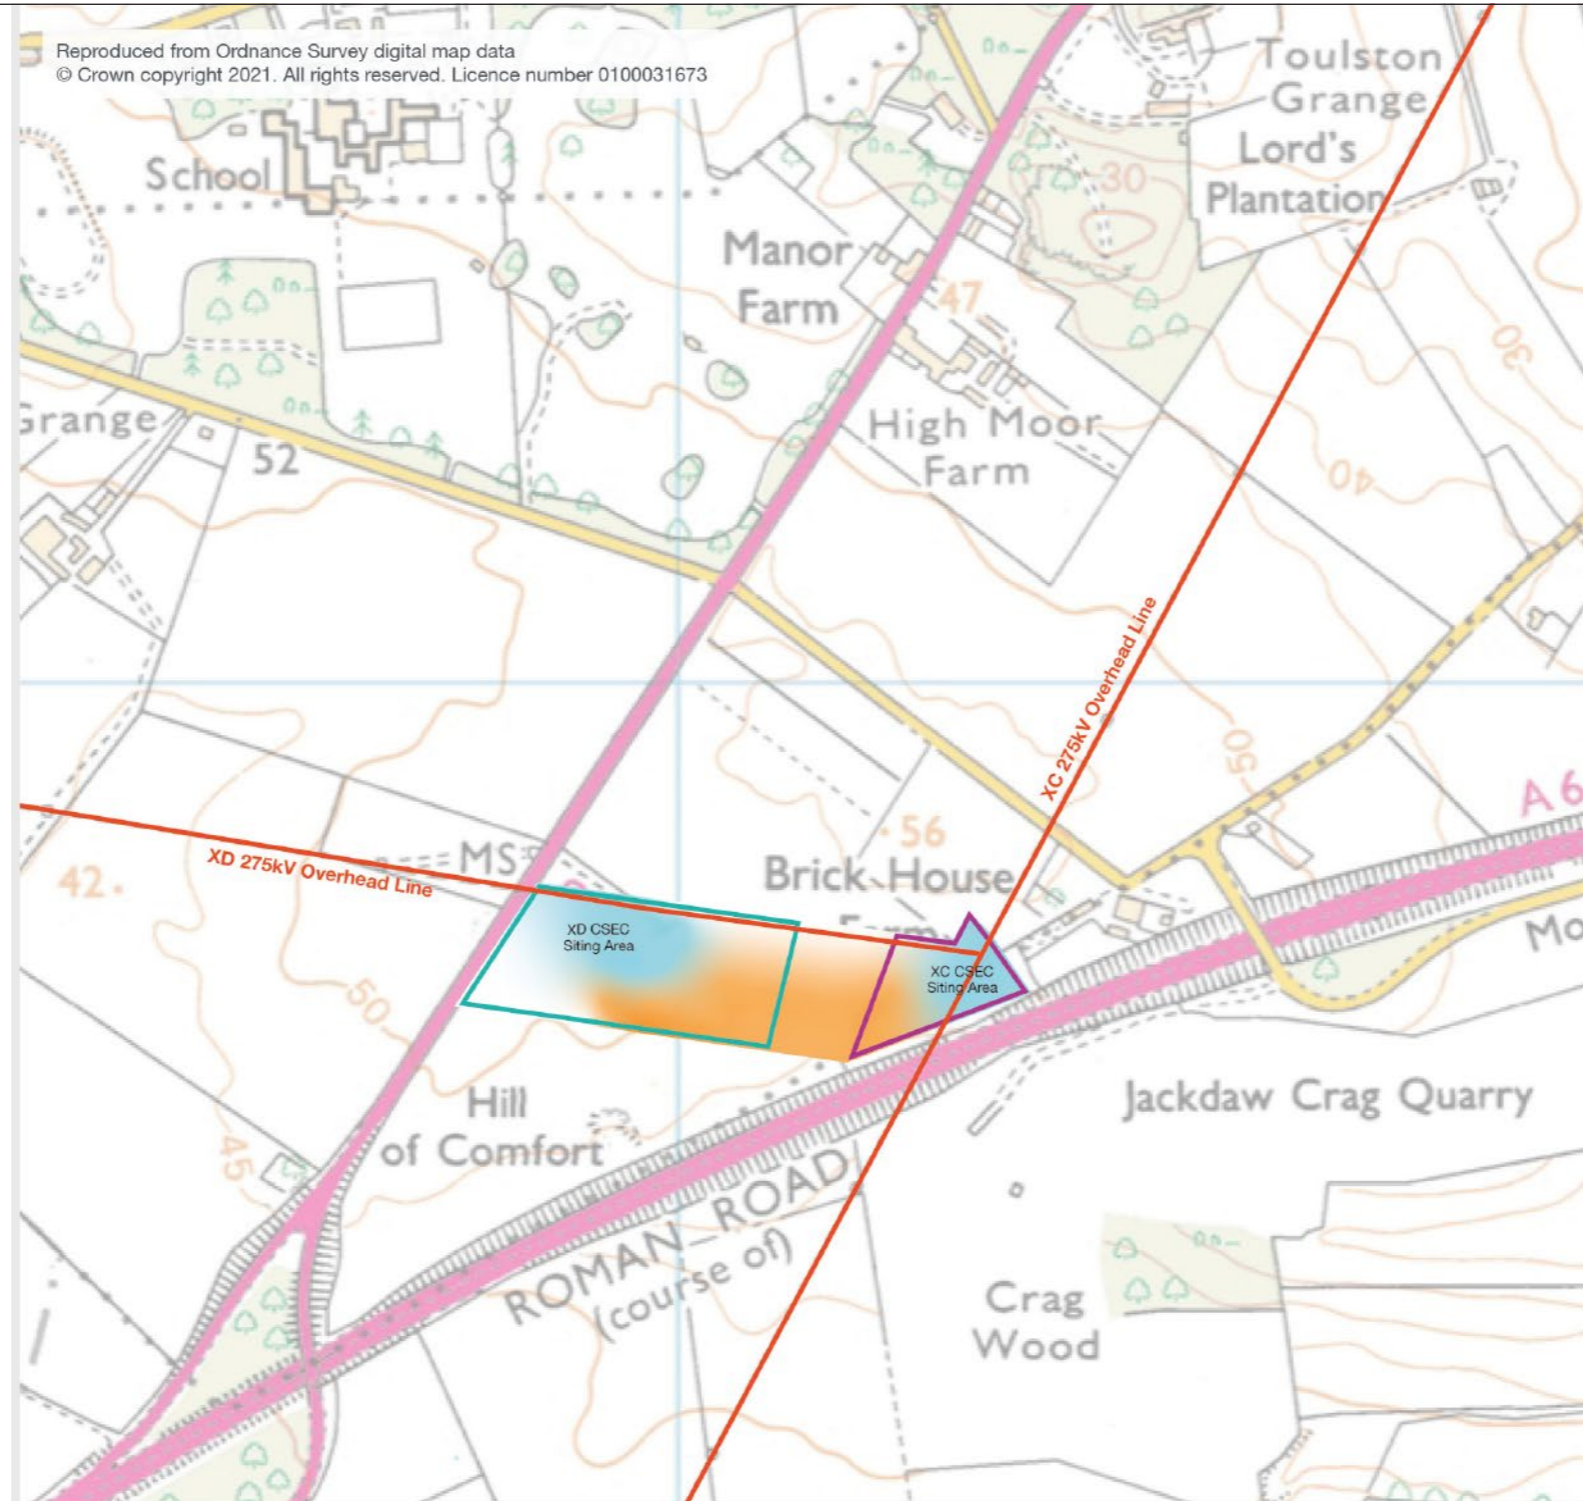 Reproduced from Ordnance Survey digital map data
© Crown copyright 2021. All rights reserved. Licence number 0100031673
Toulston
Grange
Lord's
Plantation
School
30
Manor
Farm
47
30
High Moor
Farm
Grange
52
40
XC 275kV Overhead Line
50
A 6
56
MS
XD 275kV Overhead Line
42
Brick House
Farm
XD CSEC
Siting Area
XC CSEC
Siting Area
Mo
50
Hill
of Comfort
Jackdaw Crag Quarry
45
ROMAN ROAD
(course of)
Crag
Wood